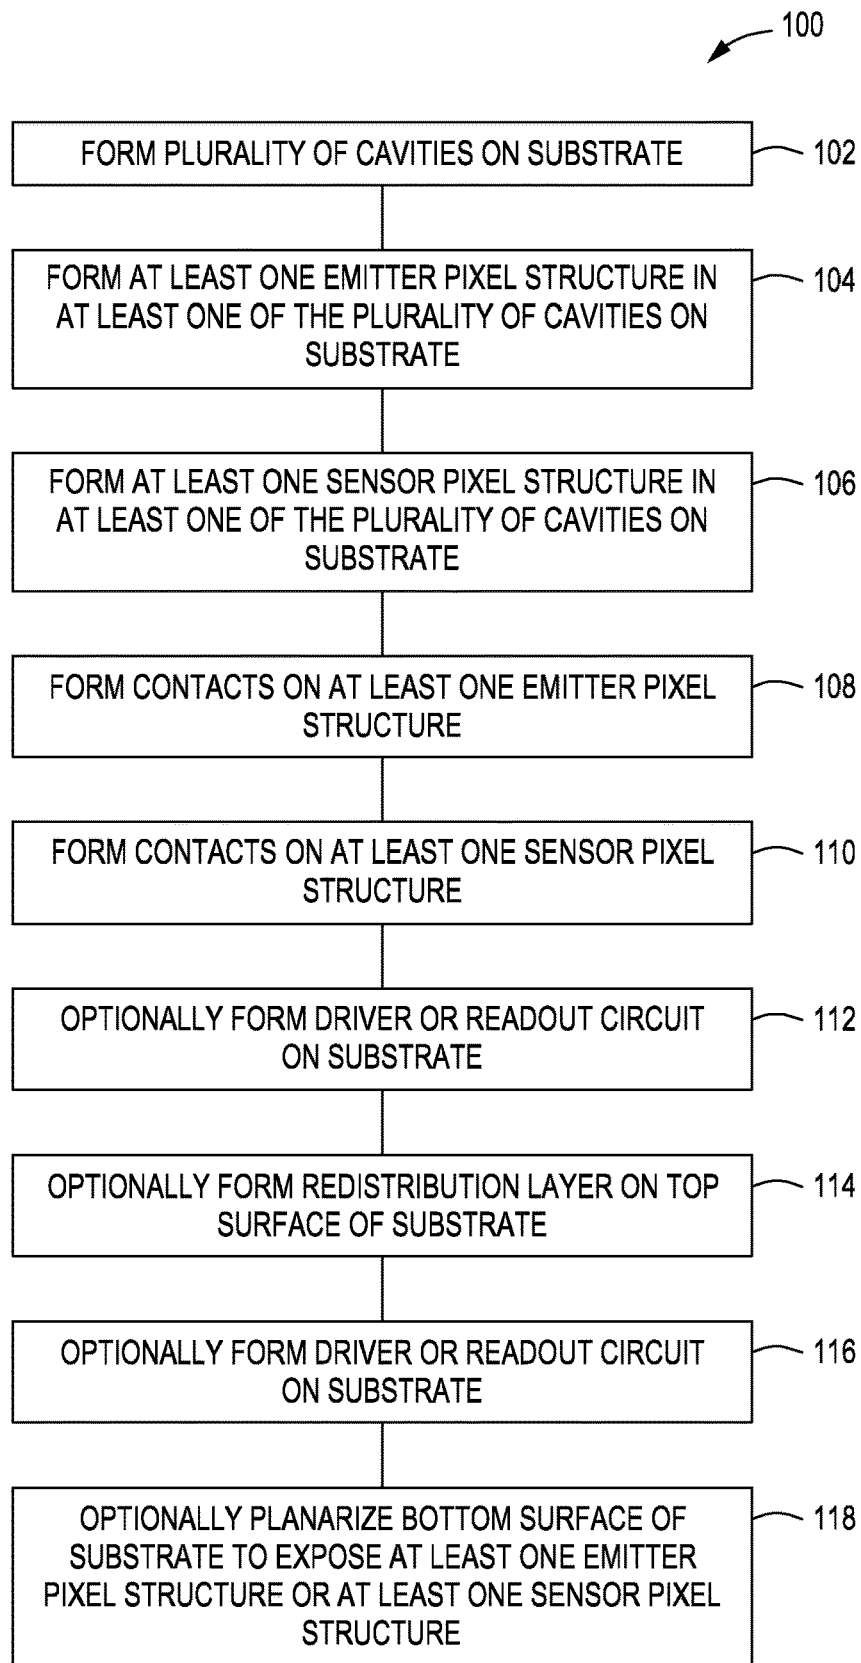 100
FORM PLURALITY OF CAVITIES ON SUBSTRATE
102
FORM AT LEAST ONE EMITTER PIXEL STRUCTURE IN
AT LEAST ONE OF THE PLURALITY OF CAVITIES ON
SUBSTRATE
104
FORM AT LEAST ONE SENSOR PIXEL STRUCTURE IN
AT LEAST ONE OF THE PLURALITY OF CAVITIES ON
SUBSTRATE
106
FORM CONTACTS ON AT LEAST ONE EMITTER PIXEL
STRUCTURE
108
FORM CONTACTS ON AT LEAST ONE SENSOR PIXEL
STRUCTURE
110
OPTIONALLY FORM DRIVER OR READOUT CIRCUIT
ON SUBSTRATE
112
OPTIONALLY FORM REDISTRIBUTION LAYER ON TOP
SURFACE OF SUBSTRATE
114
OPTIONALLY FORM DRIVER OR READOUT CIRCUIT
ON SUBSTRATE
116
OPTIONALLY PLANARIZE BOTTOM SURFACE OF
SUBSTRATE TO EXPOSE AT LEAST ONE EMITTER
PIXEL STRUCTURE OR AT LEAST ONE SENSOR PIXEL
STRUCTURE
118